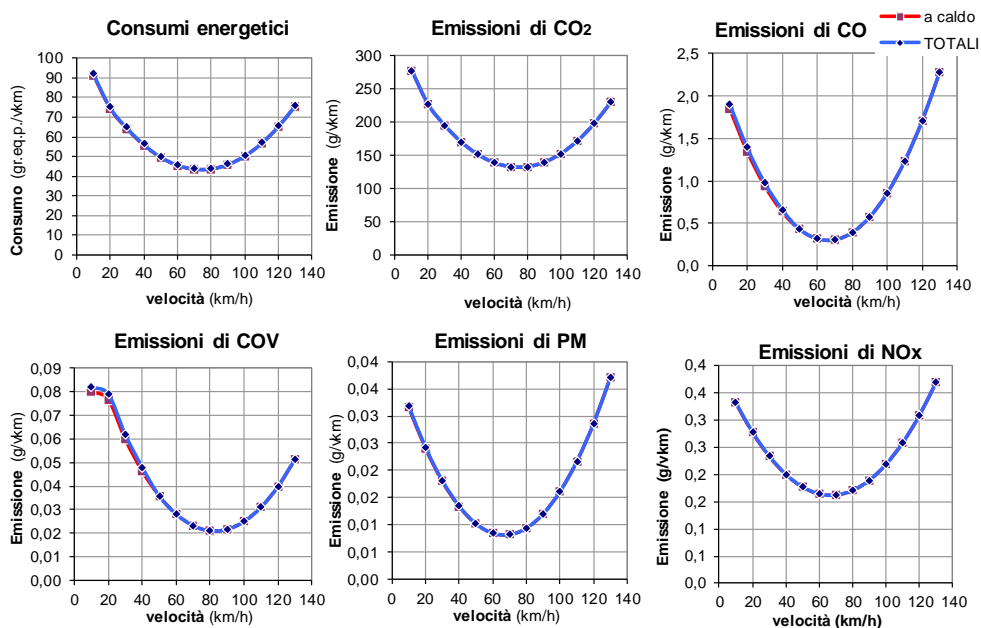 Consumi energetici
Consumo (gr.eq.p./vkm)
100
90
80
70
60
50
40
30
20
10
0
0 20 40 60 80 100 120 140
velocità (km/h)
Emissioni di CO2
Emissione (g/vkm)
300
250
200
150
100
50
0
0 20 40 60 80 100 120 140
velocità (km/h)
Emissioni di CO
a caldo
TOTALI
Emissione (g/vkm)
2,5
2,0
1,5
1,0
0,5
0,0
0 20 40 60 80 100 120 140
velocità (km/h)
Emissioni di COV
Emissione (g/vkm)
0,09
0,08
0,07
0,06
0,05
0,04
0,03
0,02
0,01
0,00
0 20 40 60 80 100 120 140
velocità (km/h)
Emissioni di PM
Emissione (g/vkm)
0,04
0,04
0,03
0,03
0,02
0,02
0,01
0,01
0,00
0 20 40 60 80 100 120 140
velocità (km/h)
Emissioni di NOx
Emissione (g/vkm)
0,4
0,4
0,3
0,3
0,2
0,2
0,1
0,1
0,0
0 20 40 60 80 100 120 140
velocità (km/h)